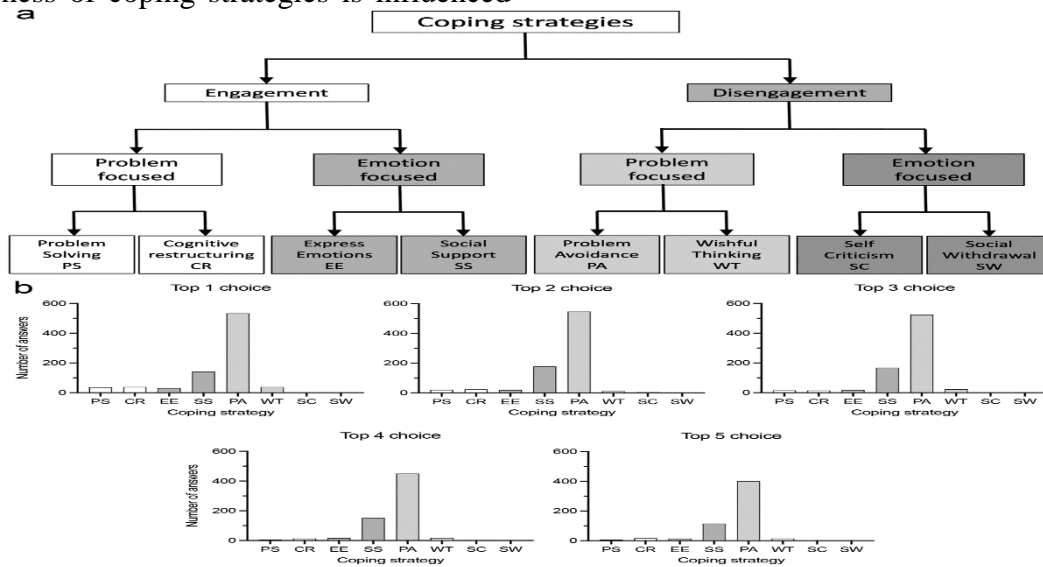 ness of coping strategies is influenced
a
Coping strategies
Engagement
Disengagement
Problem
focused
Emotion
focused
Problem
focused
Emotion
focused
Problem
Solving
PS
Cognitive
restructuring
CR
Express
Emotions
EE
Social
Support
SS
Problem
Avoidance
PA
Wishful
Thinking
WT
Self
Criticism
SC
Social
Withdrawal
SW
b
Top 1 choice
Number of answers
600
400
200
0
PS CR EE SS PA WT SC SW
Coping strategy
Top 2 choice
600
400
200
0
PS CR EE SS PA WT SC SW
Coping strategy
Top 3 choice
600
400
200
0
PS CR EE SS PA WT SC SW
Coping strategy
Top 4 choice
Number of answers
600
400
200
0
PS CR EE SS PA WT SC SW
Coping strategy
Top 5 choice
600
400
200
0
PS CR EE SS PA WT SC SW
Coping strategy